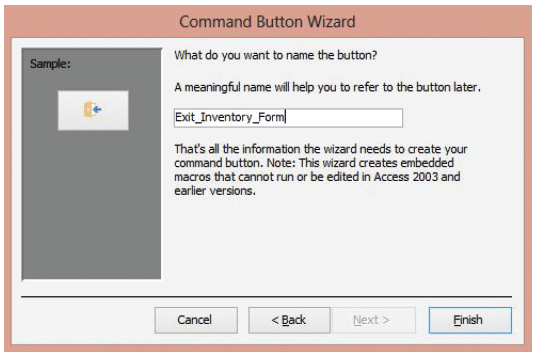 Command Button Wizard
Sample:
What do you want to name the button?
A meaningful name will help you to refer to the button later.
Exit_Inventory_Form
That's all the information the wizard needs to create your
command button. Note: This wizard creates embedded
macros that cannot run or be edited in Access 2003 and
earlier versions.
Cancel
< Back
Next >
Finish